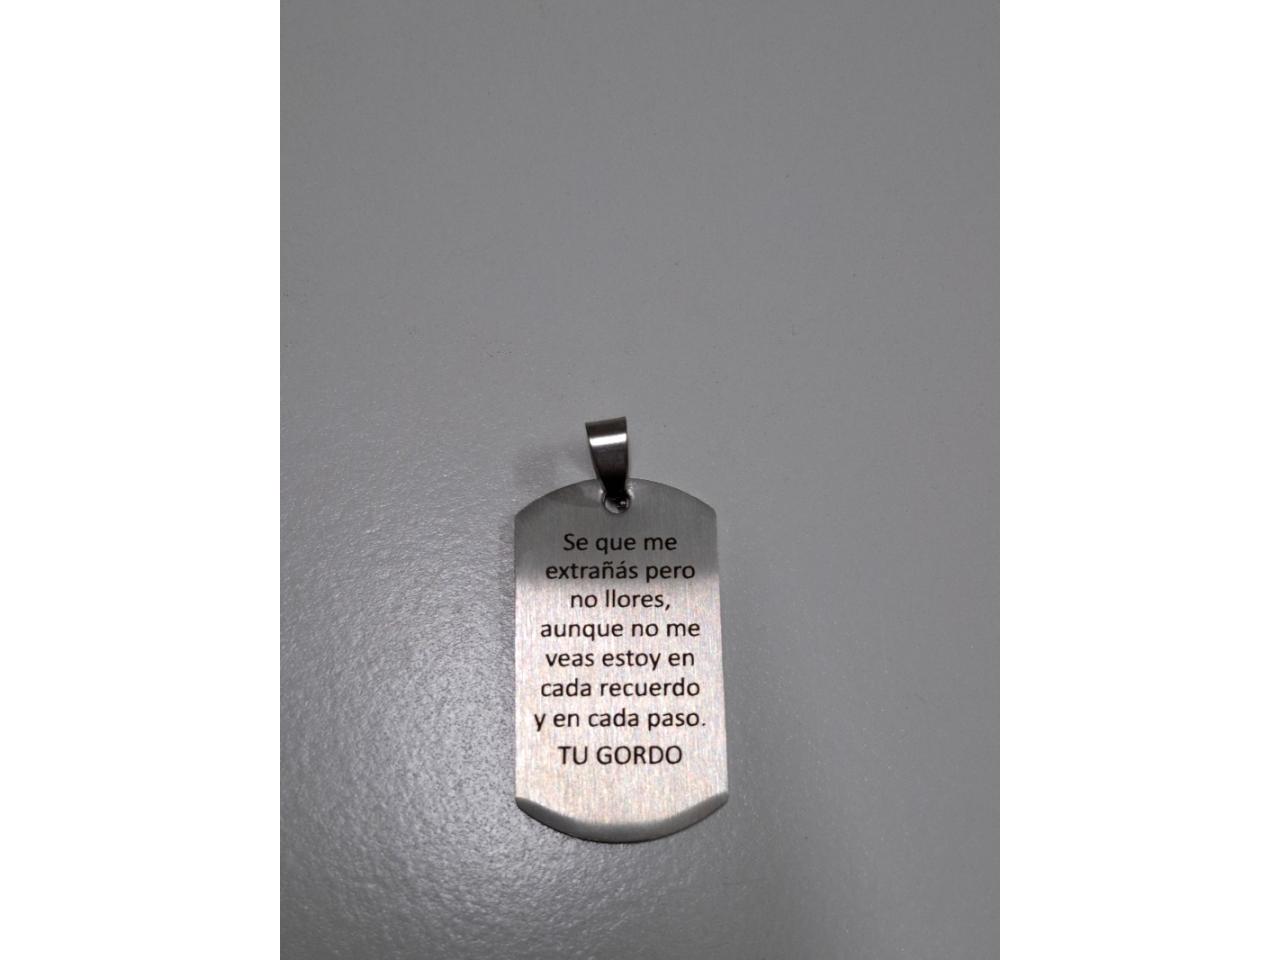 Se que me
extrañás pero
no llores,
aunque no me
veas estoy en
cada recuerdo
y en cada paso.
TU GORDO